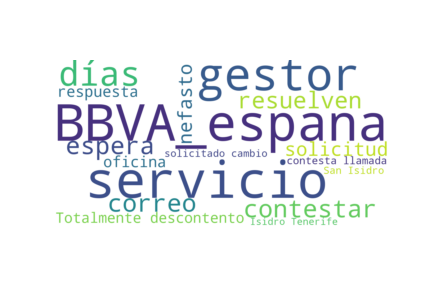 días
gestor
respuesta
nefasto
resuelven
BBVA_espana
espera
solicitud
oficina
solicitado cambio
contesta llamada
servicio
San Isidro
correo
contestar
Totalmente descontento
Isidro Tenerife